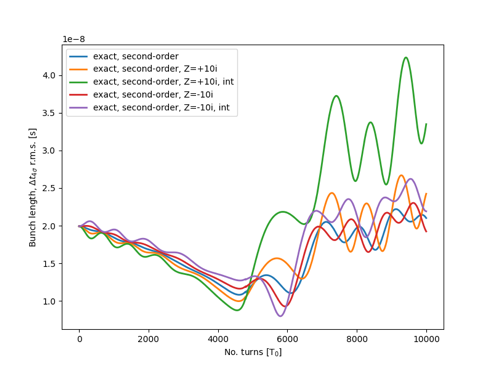 1e−8
exact, second-order
exact, second-order, Z=+10i
exact, second-order, Z=+10i, int
exact, second-order, Z=-10i
exact, second-order, Z=-10i, int
4.0
3.5
3.0
2.5
2.0
1.5
1.0
Bunch length, Δt₄σ r.m.s. [s]
0
2000
4000
6000
8000
10000
No. turns [T₀]